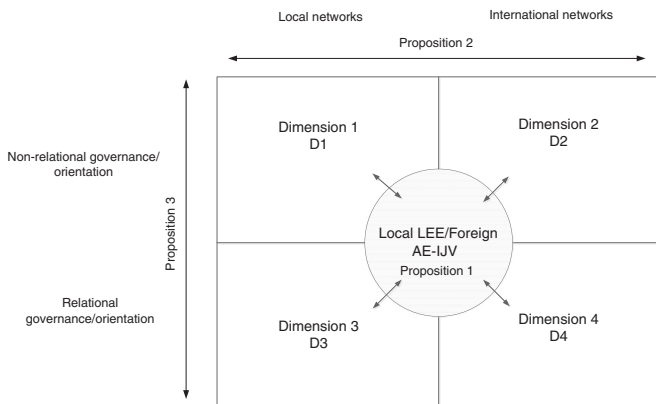 Local networks
International networks
Proposition 2
Dimension 1
D1
Dimension 2
D2
Non-relational governance/
orientation
Proposition 3
Local LEE/Foreign
AE-IJV
Proposition 1
Relational
governance/orientation
Dimension 3
D3
Dimension 4
D4